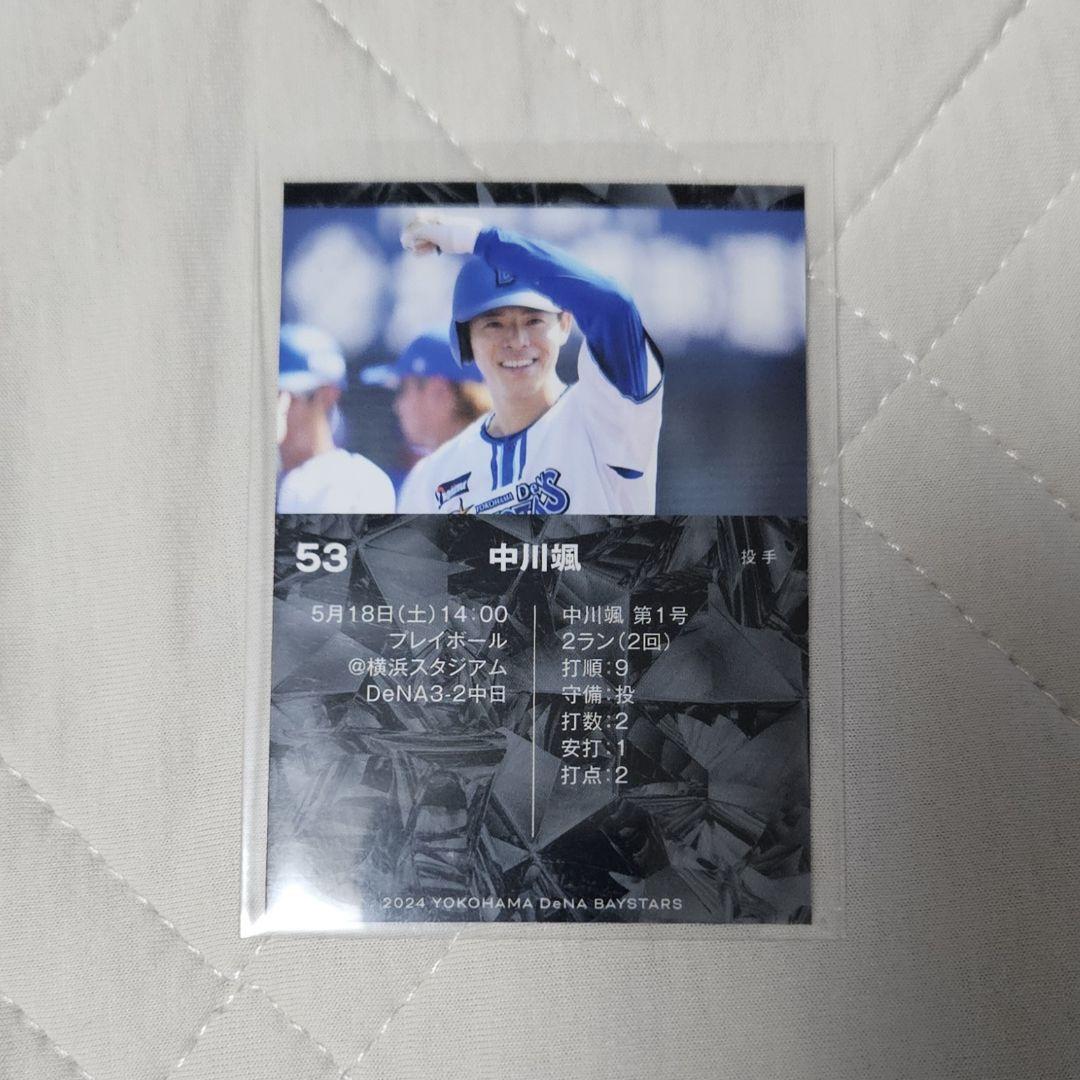 YOKOHAMA DeNA
53 中川颯 投手
5月18日(土)14:00
プレイボール
@横浜スタジアム
DeNA3-2中日
中川颯 第1号
2ラン(2回)
打順:9
守備:投
打数:2
安打:1
打点:2
2024 YOKOHAMA DeNA BAYSTARS